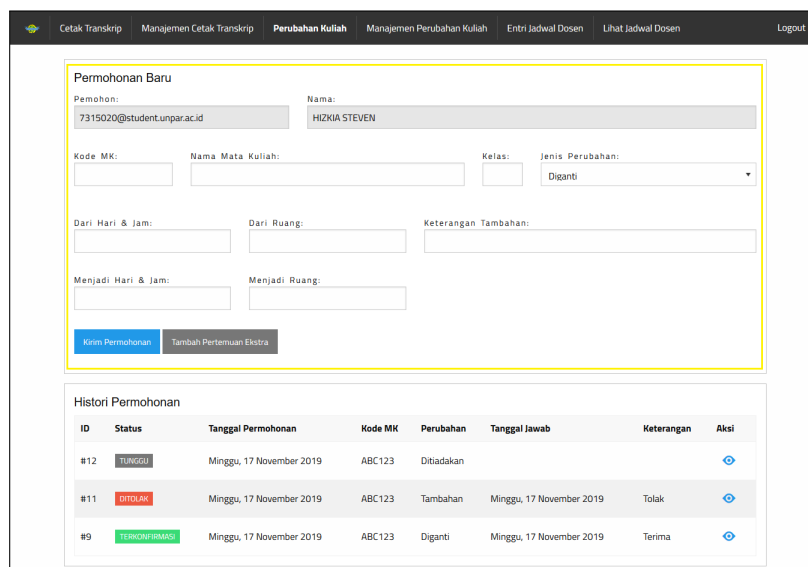 Cetak Transkrip Manajemen Cetak Transkrip Perubahan Kuliah Manajemen Perubahan Kuliah Entri Jadwal Dosen Lihat Jadwal Dosen Logout
Permohonan Baru
Pemohon: Nama:
7315020@student.unpar.ac.id HIZKIA STEVEN
Kode MK: Nama Mata Kuliah: Kelas: Jenis Perubahan:
Diganti
Dari Hari & Jam: Dari Ruang: Keterangan Tambahan:
Menjadi Hari & Jam: Menjadi Ruang:
Kirim Permohonan Tambah Pertemuan Ekstra
Histori Permohonan
ID Status Tanggal Permohonan Kode MK Perubahan Tanggal Jawab Keterangan Aksi
#12 TUNGGU Minggu, 17 November 2019 ABC123 Ditiadakan
#11 DITOLAK Minggu, 17 November 2019 ABC123 Tambahan Minggu, 17 November 2019 Tolak
#9 TERKONFIRMASI Minggu, 17 November 2019 ABC123 Diganti Minggu, 17 November 2019 Terima